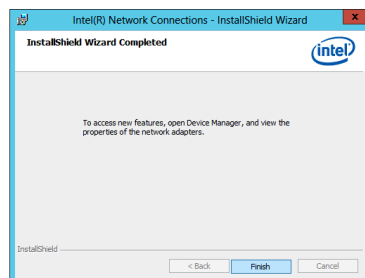 Intel(R) Network Connections - InstallShield Wizard
x
InstallShield Wizard Completed
intel
To access new features, open Device Manager, and view the
properties of the network adapters.
InstallShield
< Back Finish Cancel